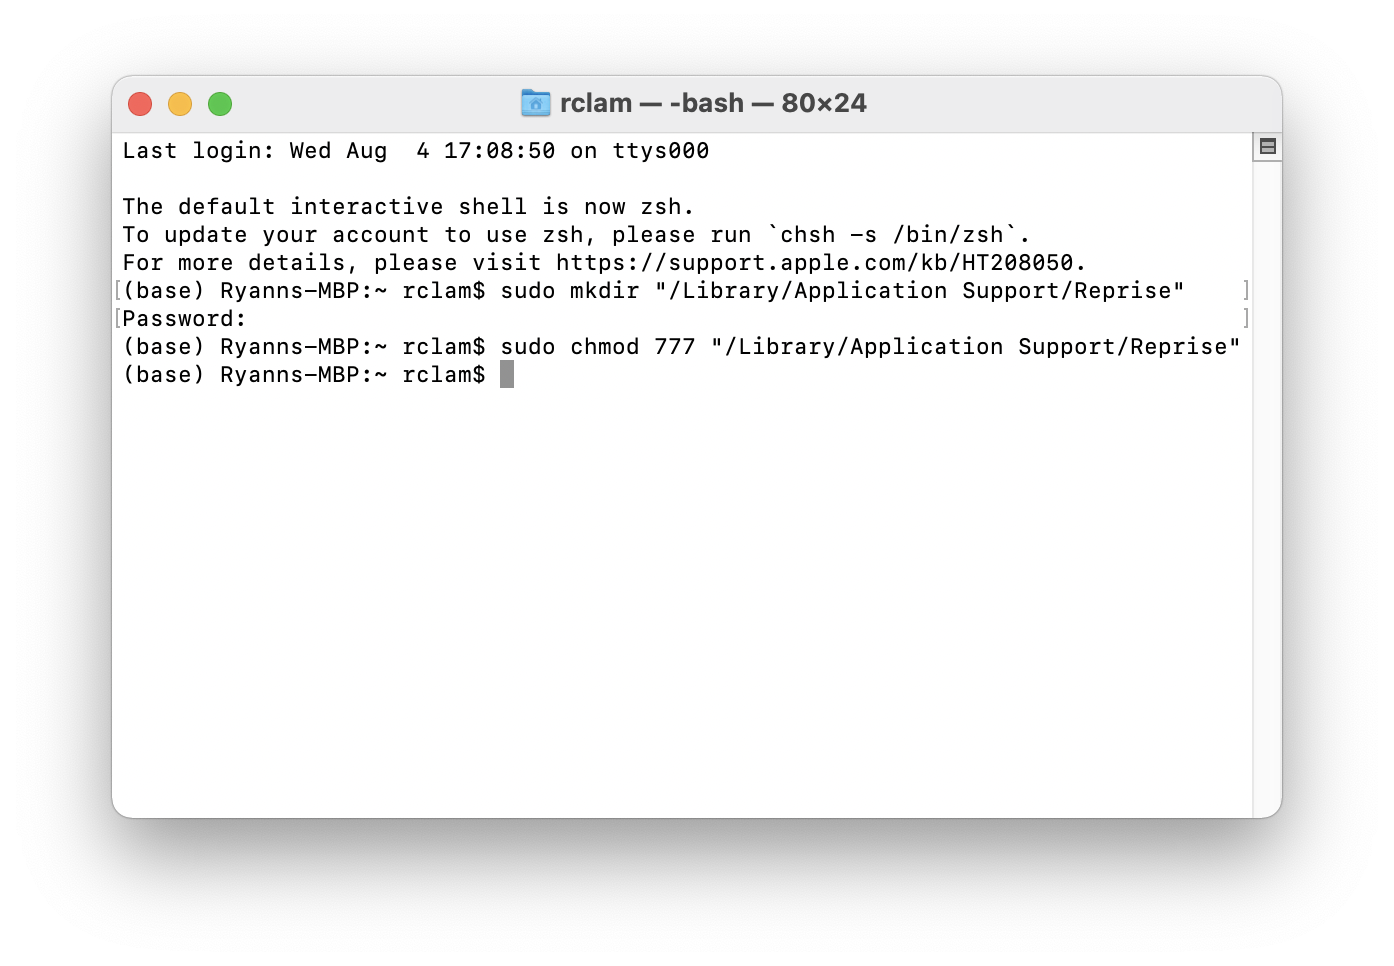 rclam — -bash — 80×24
Last login: Wed Aug  4 17:08:50 on ttys000
The default interactive shell is now zsh.
To update your account to use zsh, please run `chsh -s /bin/zsh`.
For more details, please visit https://support.apple.com/kb/HT208050.
[(base) Ryanns-MBP:~ rclam$ sudo mkdir "/Library/Application Support/Reprise"    ]
[Password:                                                                       ]
(base) Ryanns-MBP:~ rclam$ sudo chmod 777 "/Library/Application Support/Reprise"
(base) Ryanns-MBP:~ rclam$